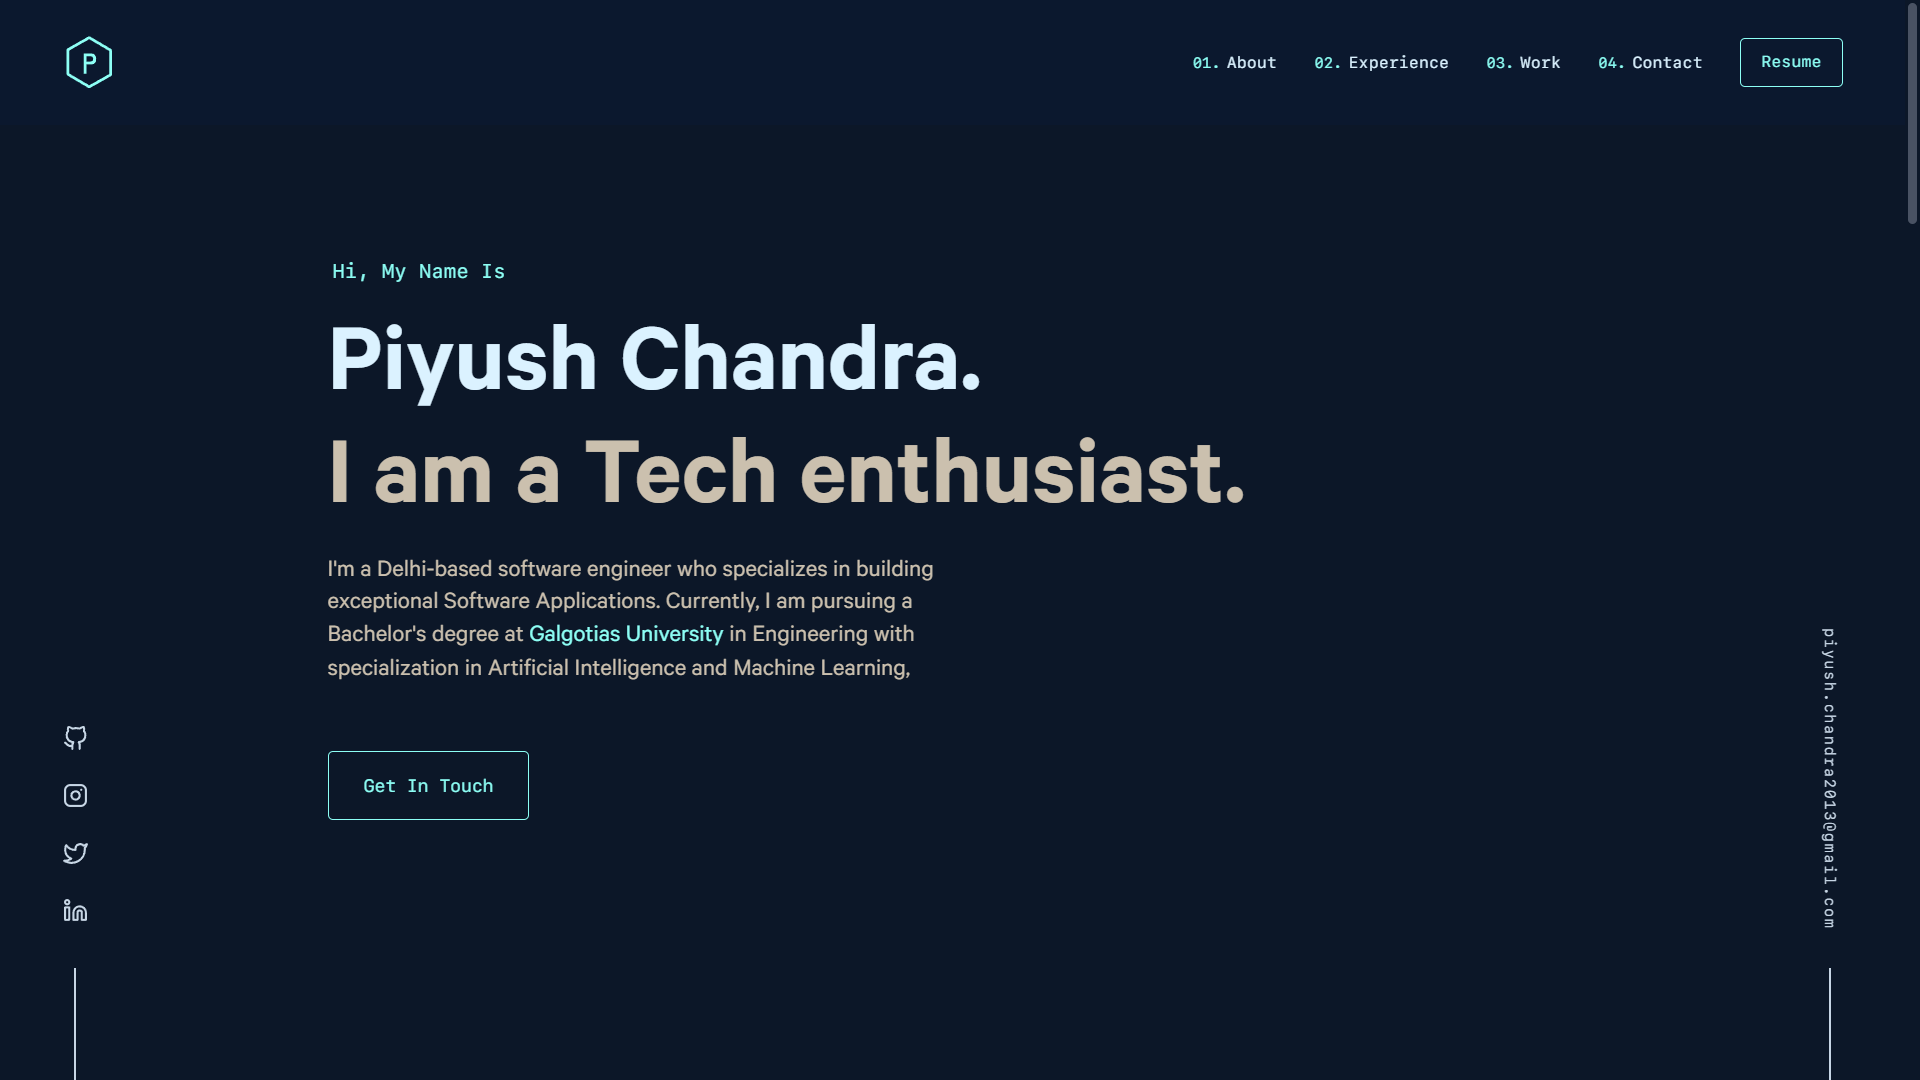 P
01. About
02. Experience
03. Work
04. Contact
Resume
Hi, My Name Is
Piyush Chandra.
I am a Tech enthusiast.
I'm a Delhi-based software engineer who specializes in building
exceptional Software Applications. Currently, I am pursuing a
Bachelor's degree at Galgotias University in Engineering with
specialization in Artificial Intelligence and Machine Learning,
Get In Touch
piyush.chandra2013@gmail.com